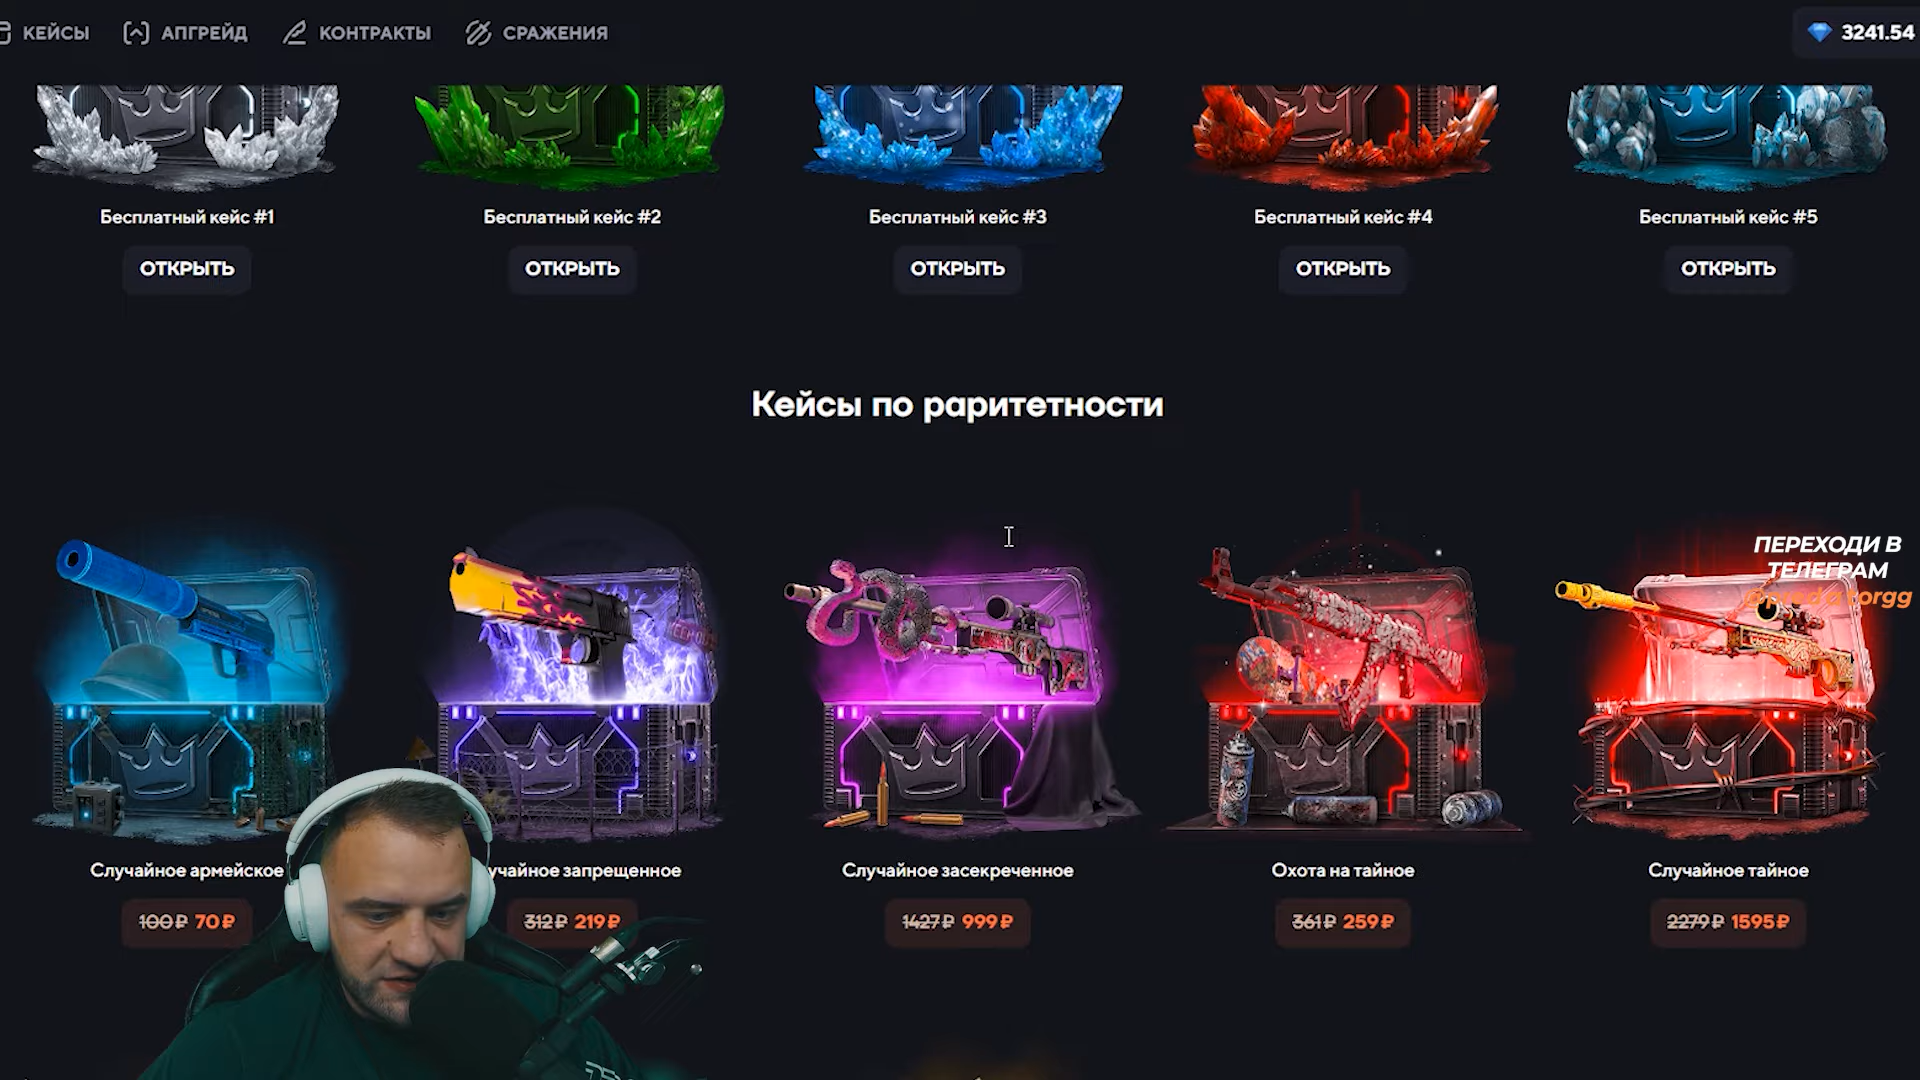 КЕЙСЫ
АПГРЕЙД
КОНТРАКТЫ
СРАЖЕНИЯ
3241.54
Бесплатный кейс #1
Бесплатный кейс #2
Бесплатный кейс #3
Бесплатный кейс #4
Бесплатный кейс #5
ОТКРЫТЬ
ОТКРЫТЬ
ОТКРЫТЬ
ОТКРЫТЬ
ОТКРЫТЬ
Кейсы по раритетности
ПЕРЕХОДИ В
ТЕЛЕГРАМ
@predatorgg
Случайное армейское
учайное запрещенное
Случайное засекреченное
Охота на тайное
Случайное тайное
100₽ 70₽
312₽ 219₽
1427₽ 999₽
361₽ 259₽
2279₽ 1595₽